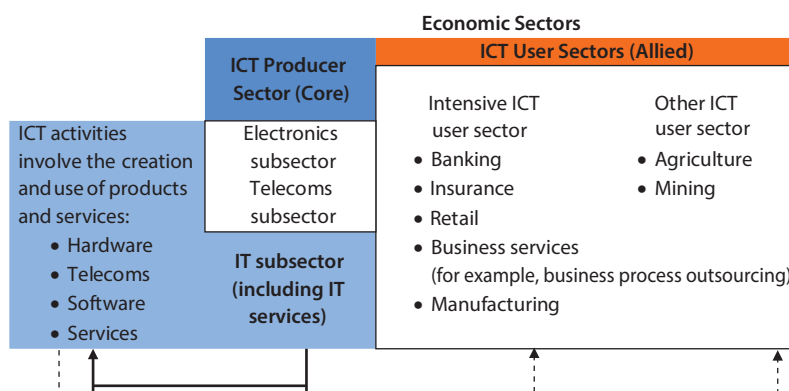 Economic Sectors
ICT Producer
Sector (Core)
ICT User Sectors (Allied)
ICT activities
involve the creation
and use of products
and services:
• Hardware
• Telecoms
• Software
• Services
Electronics
subsector
Telecoms
subsector
IT subsector
(including IT
services)
Intensive ICT
user sector
• Banking
• Insurance
• Retail
• Business services
(for example, business process outsourcing)
• Manufacturing
Other ICT
user sector
• Agriculture
• Mining